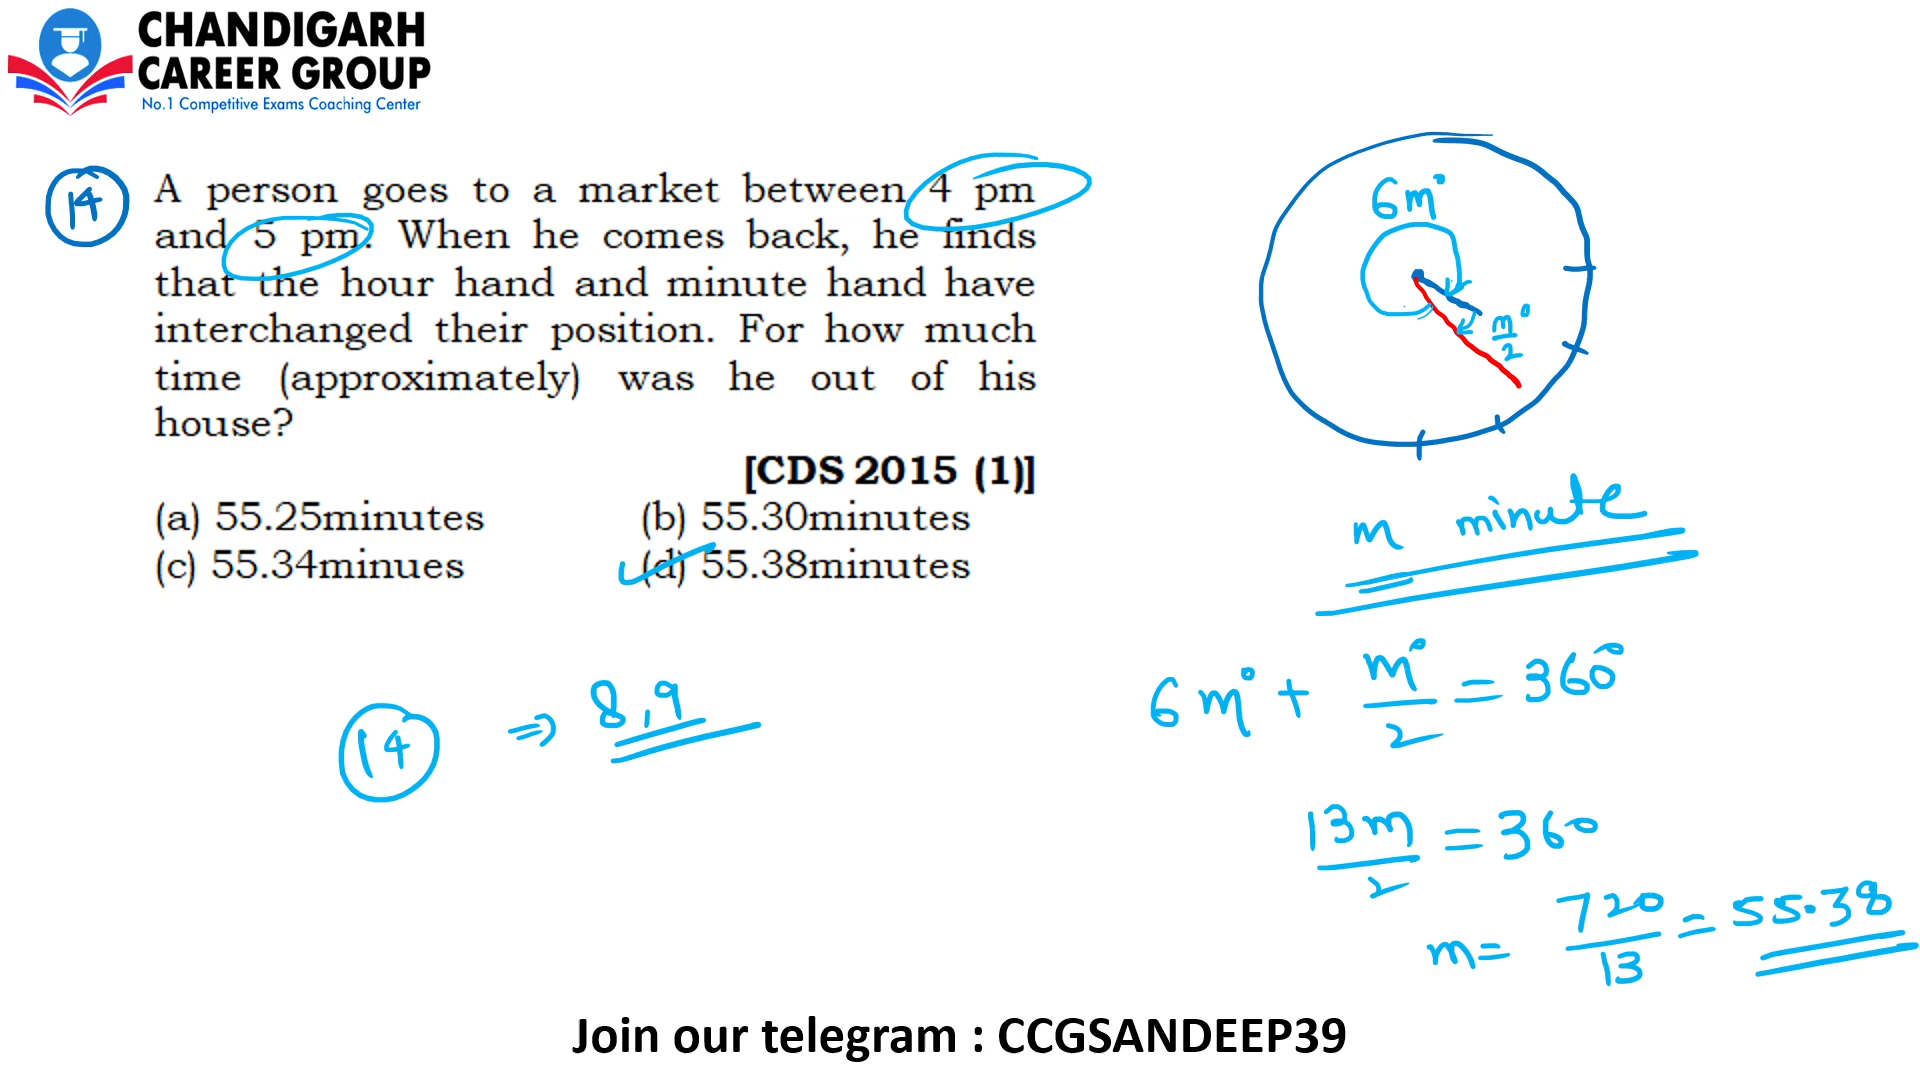 CHANDIGARH
CAREER GROUP
No.1 Competitive Exams Coaching Center
14
A person goes to a market between 4 pm
and 5 pm. When he comes back, he finds
that the hour hand and minute hand have
interchanged their position. For how much
time (approximately) was he out of his
house?
[CDS 2015 (1)]
(a) 55.25minutes (b) 55.30minutes
(c) 55.34minues (d) 55.38minutes
14 ⇒ 8,9
6m°
m°/2
m minute
6m° + m°/2 = 360°
13m/2 = 360
m = 720/13 = 55.38
Join our telegram : CCGSANDEEP39